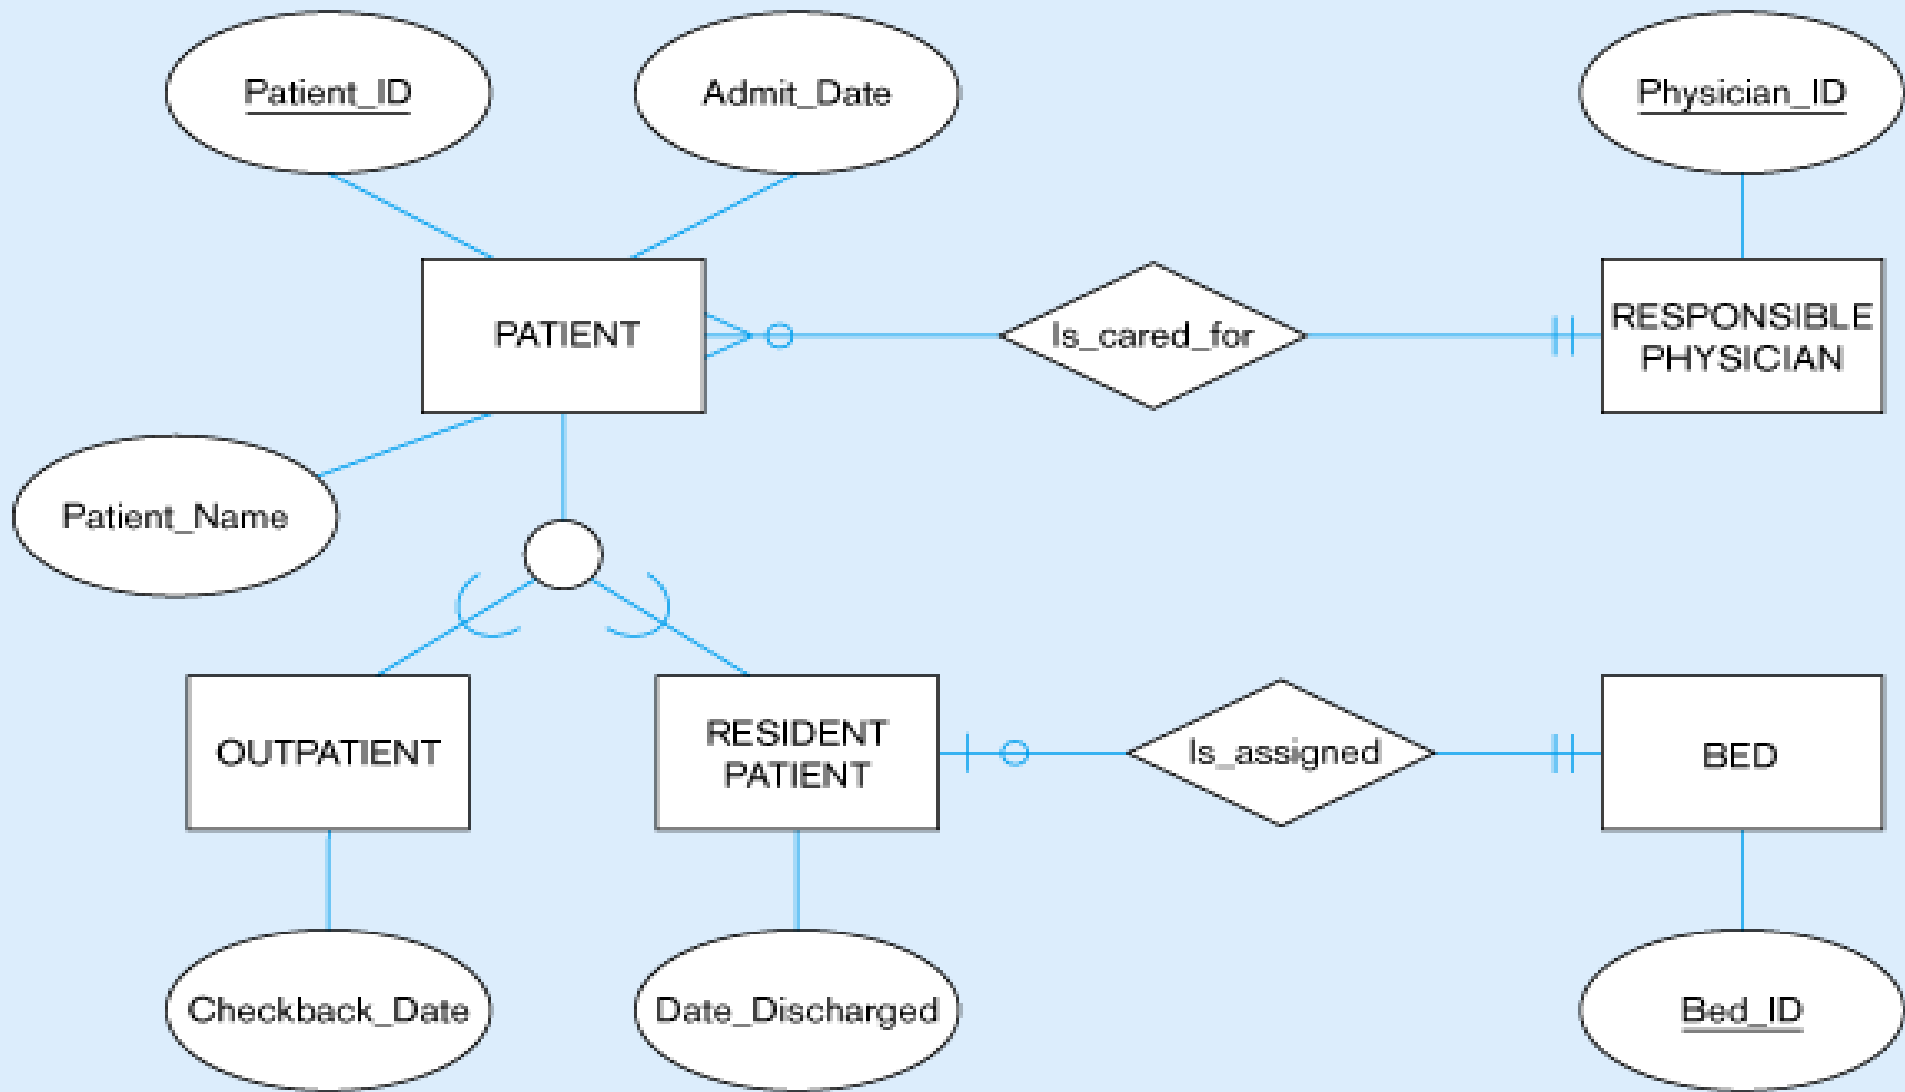 Patient_ID
Admit_Date
Physician_ID
PATIENT
Is_cared_for
RESPONSIBLE
PHYSICIAN
Patient_Name
OUTPATIENT
RESIDENT
PATIENT
Is_assigned
BED
Checkback_Date
Date_Discharged
Bed_ID